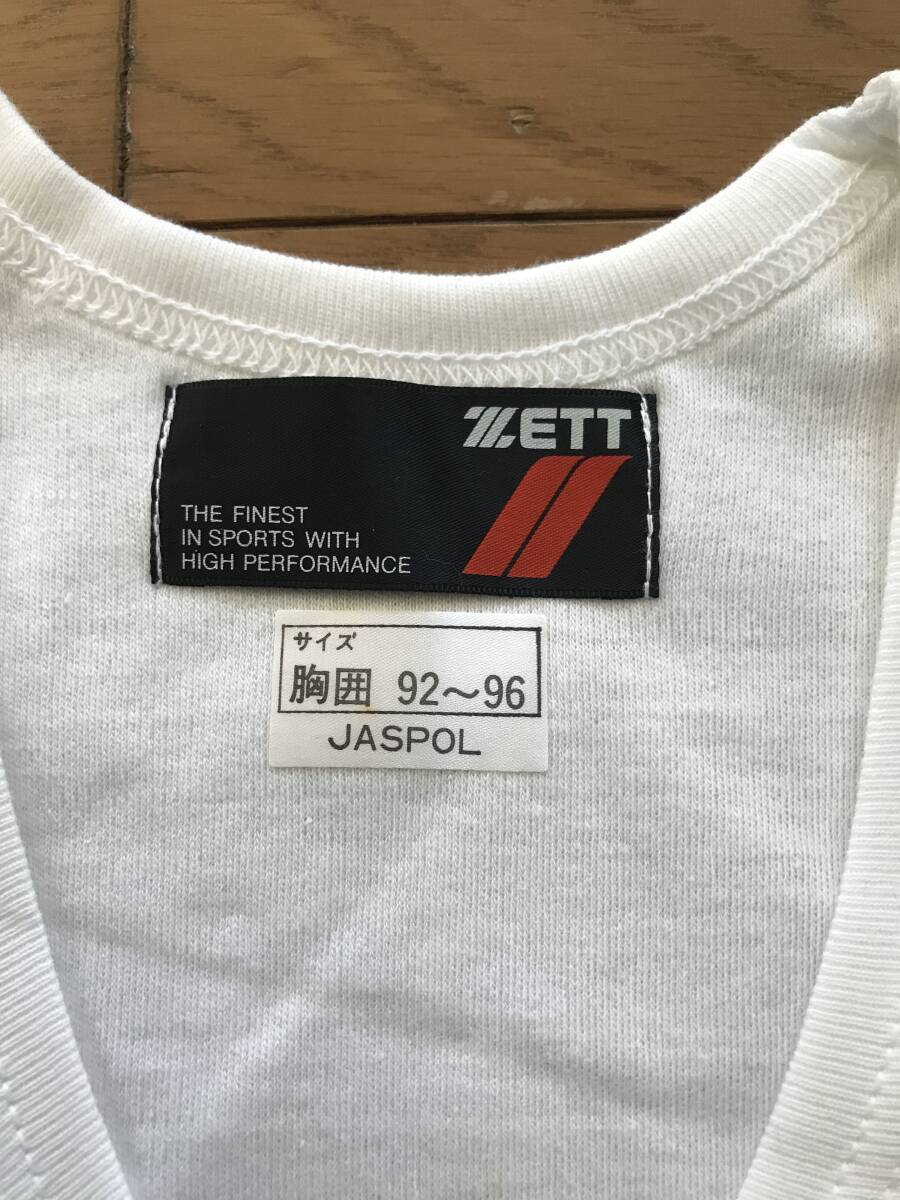 ZETT
THE FINEST
IN SPORTS WITH
HIGH PERFORMANCE
サイズ
胸囲 92〜96
JASPOL